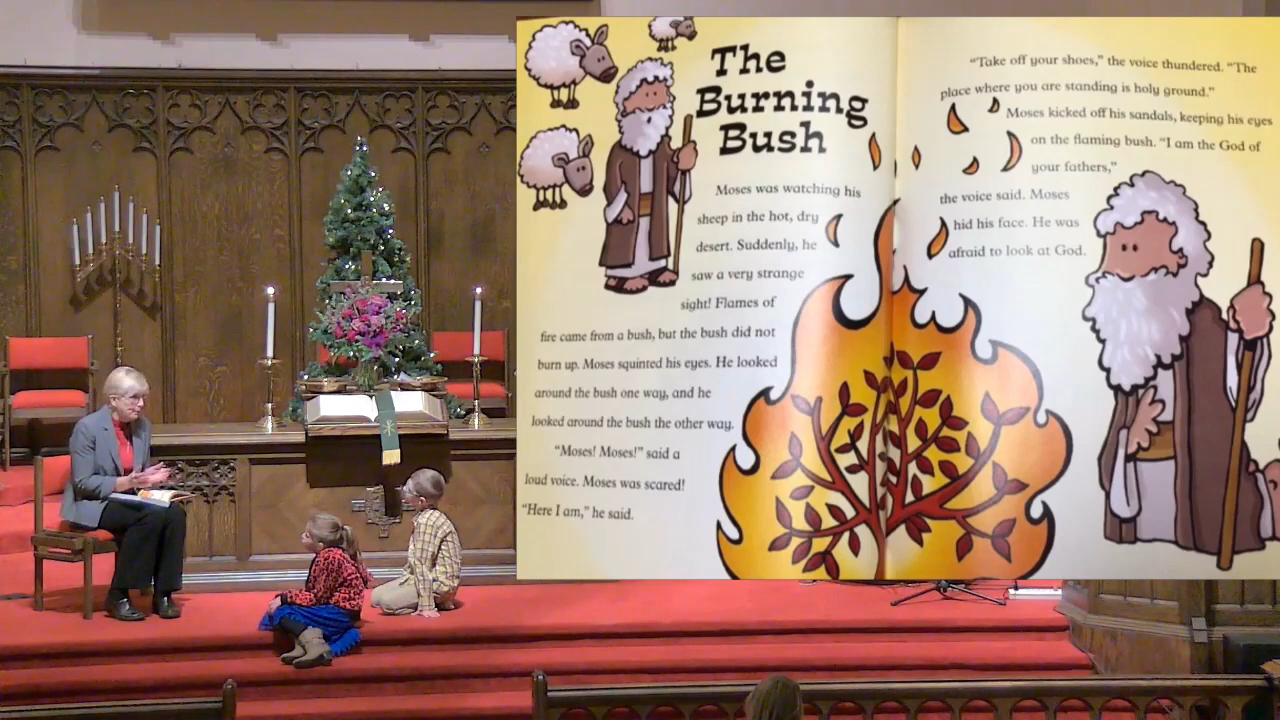 The
Burning
Bush
Moses was watching his
sheep in the hot, dry
desert. Suddenly, he
saw a very strange
sight! Flames of
fire came from a bush, but the bush did not
burn up. Moses squinted his eyes. He looked
around the bush one way, and he
looked around the bush the other way.
"Moses! Moses!" said a
loud voice. Moses was scared!
"Here I am," he said.
"Take off your shoes," the voice thundered. "The
place where you are standing is holy ground."
Moses kicked off his sandals, keeping his eyes
on the flaming bush. "I am the God of
your fathers,"
the voice said. Moses
hid his face. He was
afraid to look at God.